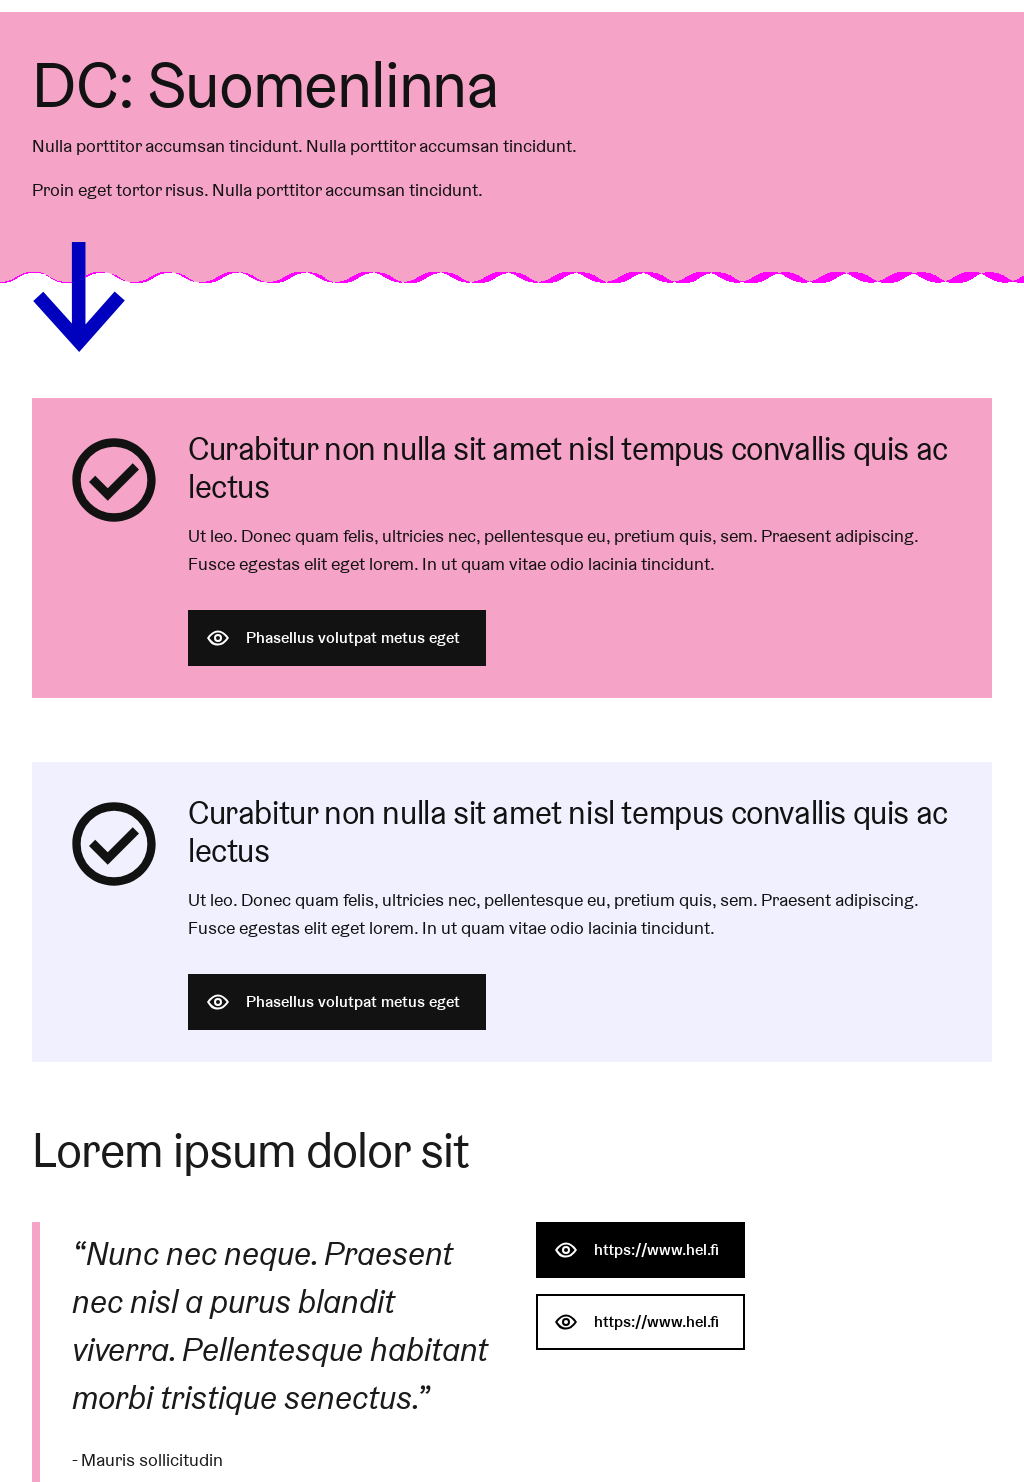 DC: Suomenlinna
Nulla porttitor accumsan tincidunt. Nulla porttitor accumsan tincidunt.
Proin eget tortor risus. Nulla porttitor accumsan tincidunt.
Curabitur non nulla sit amet nisl tempus convallis quis ac
lectus
Ut leo. Donec quam felis, ultricies nec, pellentesque eu, pretium quis, sem. Praesent adipiscing.
Fusce egestas elit eget lorem. In ut quam vitae odio lacinia tincidunt.
Phasellus volutpat metus eget
Curabitur non nulla sit amet nisl tempus convallis quis ac
lectus
Ut leo. Donec quam felis, ultricies nec, pellentesque eu, pretium quis, sem. Praesent adipiscing.
Fusce egestas elit eget lorem. In ut quam vitae odio lacinia tincidunt.
Phasellus volutpat metus eget
Lorem ipsum dolor sit
“Nunc nec neque. Praesent
nec nisl a purus blandit
viverra. Pellentesque habitant
morbi tristique senectus.”
- Mauris sollicitudin
https://www.hel.fi
https://www.hel.fi